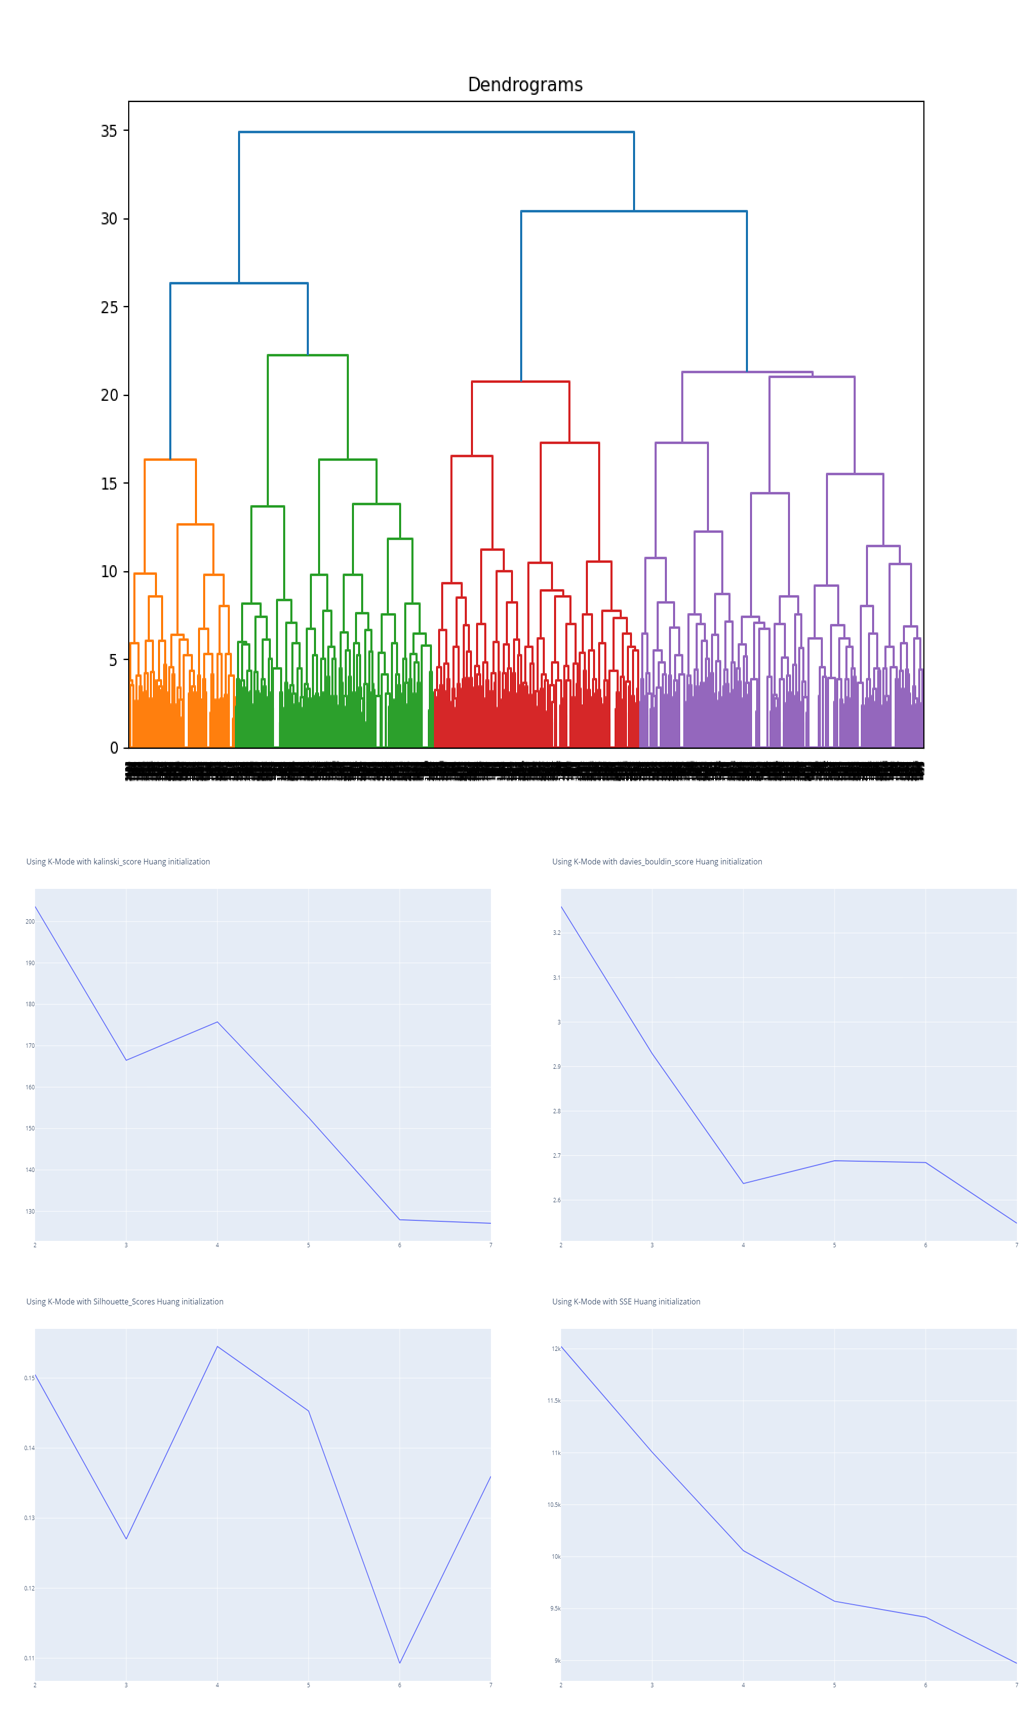 Dendrograms
35
30
25
20
15
10
5
0
Using K-Mode with kalinski_score Huang initialization
200
190
180
170
160
150
140
130
2 3 4 5 6 7
Using K-Mode with davies_bouldin_score Huang initialization
3.2
3.1
3
2.9
2.8
2.7
2.6
2 3 4 5 6 7
Using K-Mode with Silhouette_Scores Huang initialization
0.15
0.14
0.13
0.12
0.11
2 3 4 5 6 7
Using K-Mode with SSE Huang initialization
12k
11.5k
11k
10.5k
10k
9.5k
9k
2 3 4 5 6 7